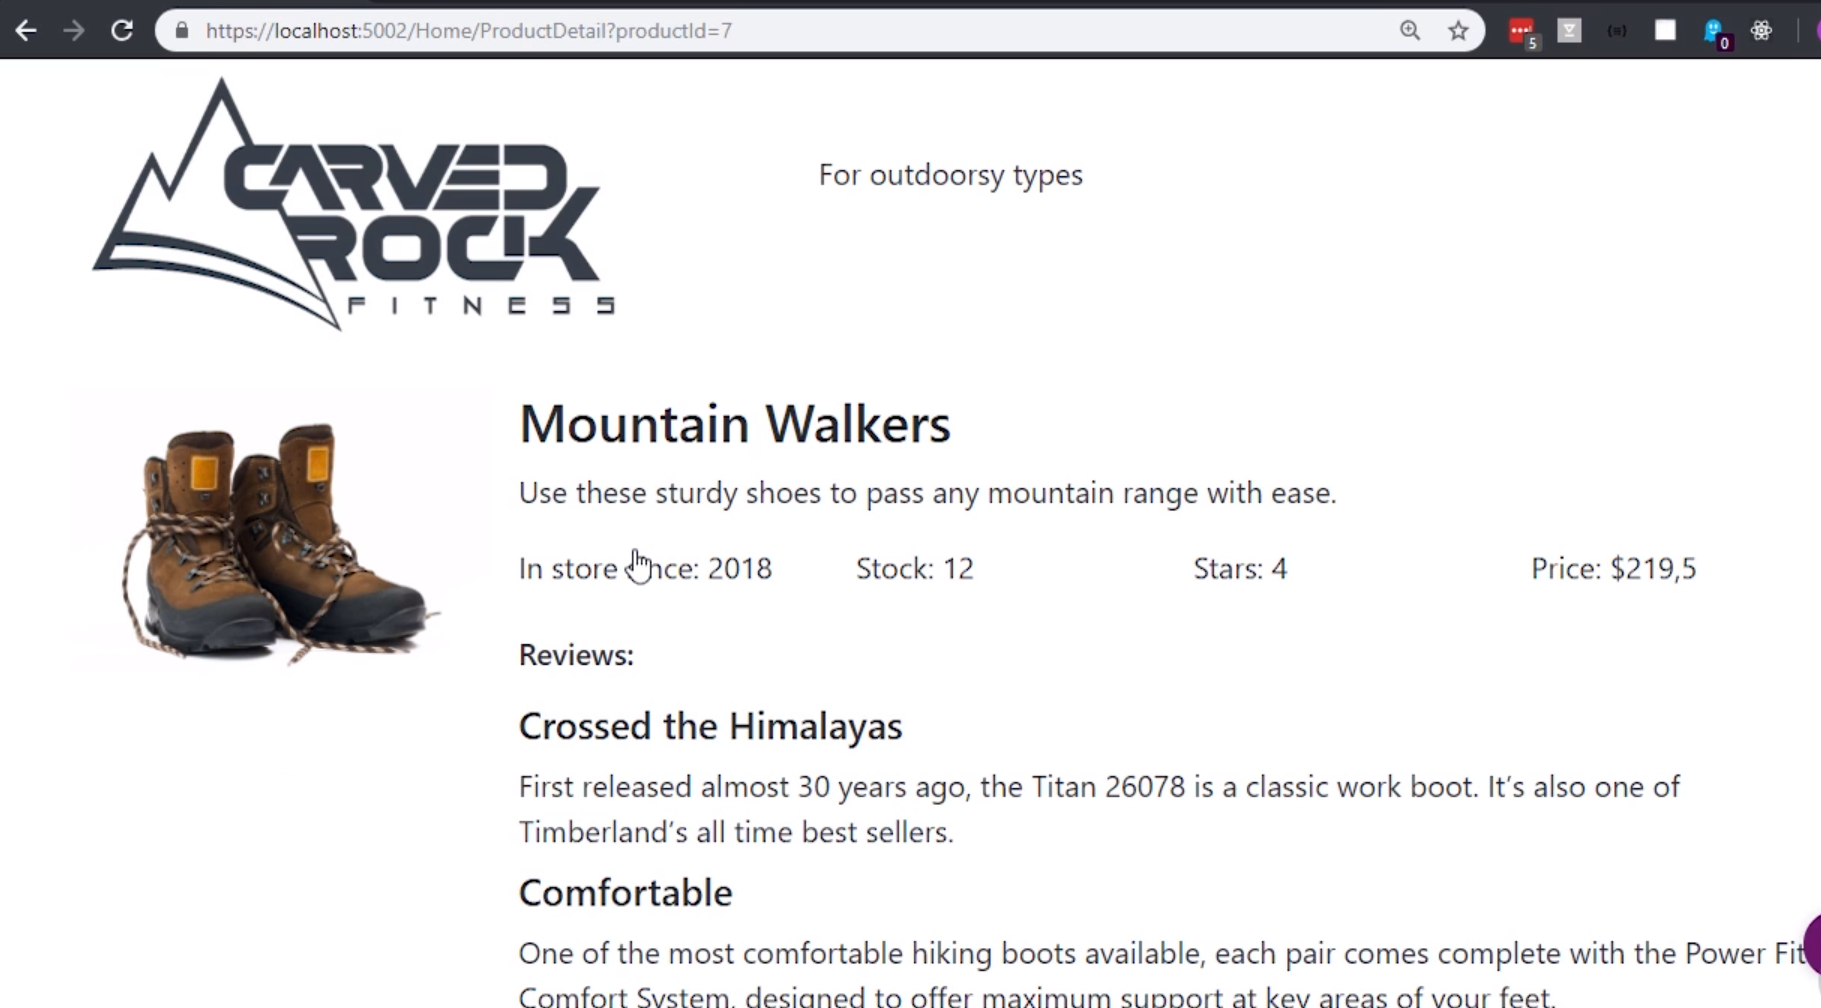 https://localhost:5002/Home/ProductDetail?productId=7
5
0
CARVED
ROCK
FITNESS
For outdoorsy types
Mountain Walkers
Use these sturdy shoes to pass any mountain range with ease.
In store nce: 2018 Stock: 12 Stars: 4 Price: $219,5
Reviews:
Crossed the Himalayas
First released almost 30 years ago, the Titan 26078 is a classic work boot. It’s also one of
Timberland’s all time best sellers.
Comfortable
One of the most comfortable hiking boots available, each pair comes complete with the Power Fit
Comfort System, designed to offer maximum support at key areas of your feet.